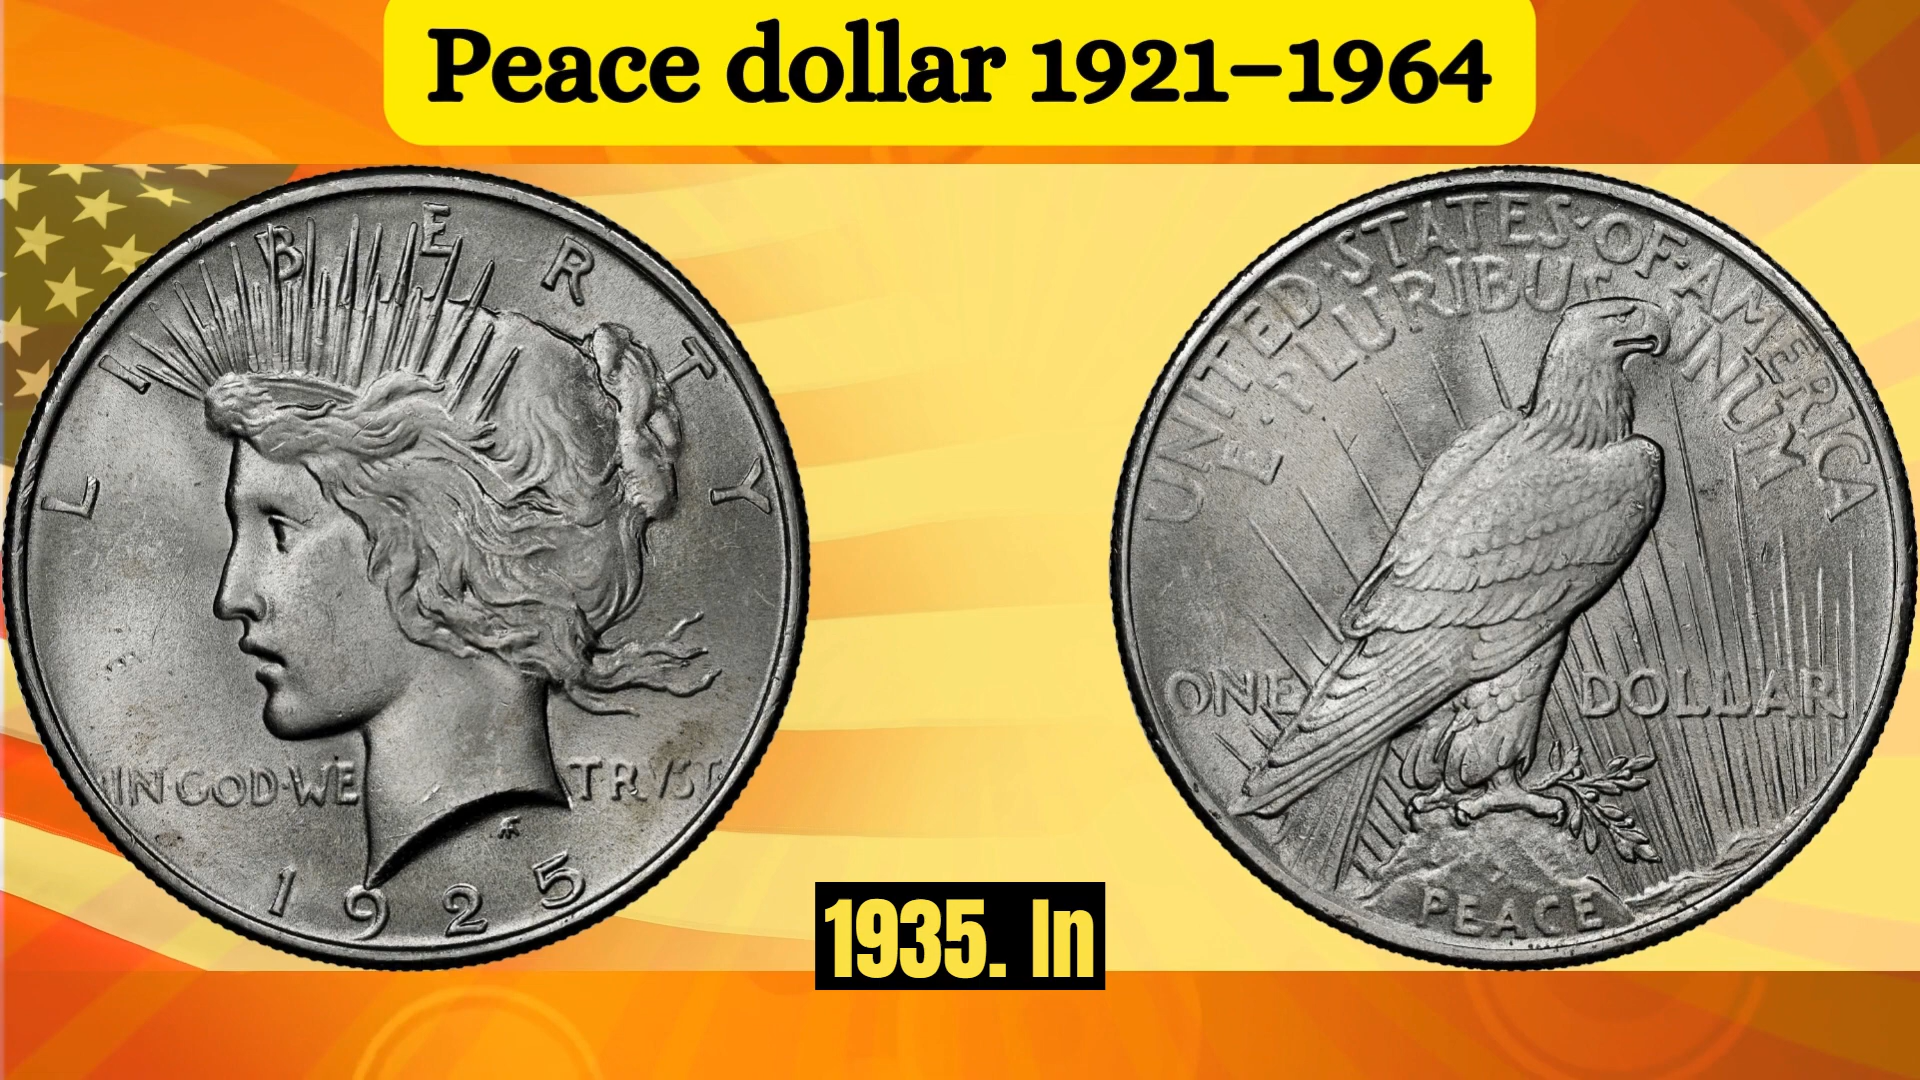 Peace dollar 1921–1964
LIBERTY
IN·GOD·WE TRVST
1925
UNITED·STATES·OF·AMERICA
E·PLURIBUS UNUM
ONE DOLLAR
PEACE
1935. In